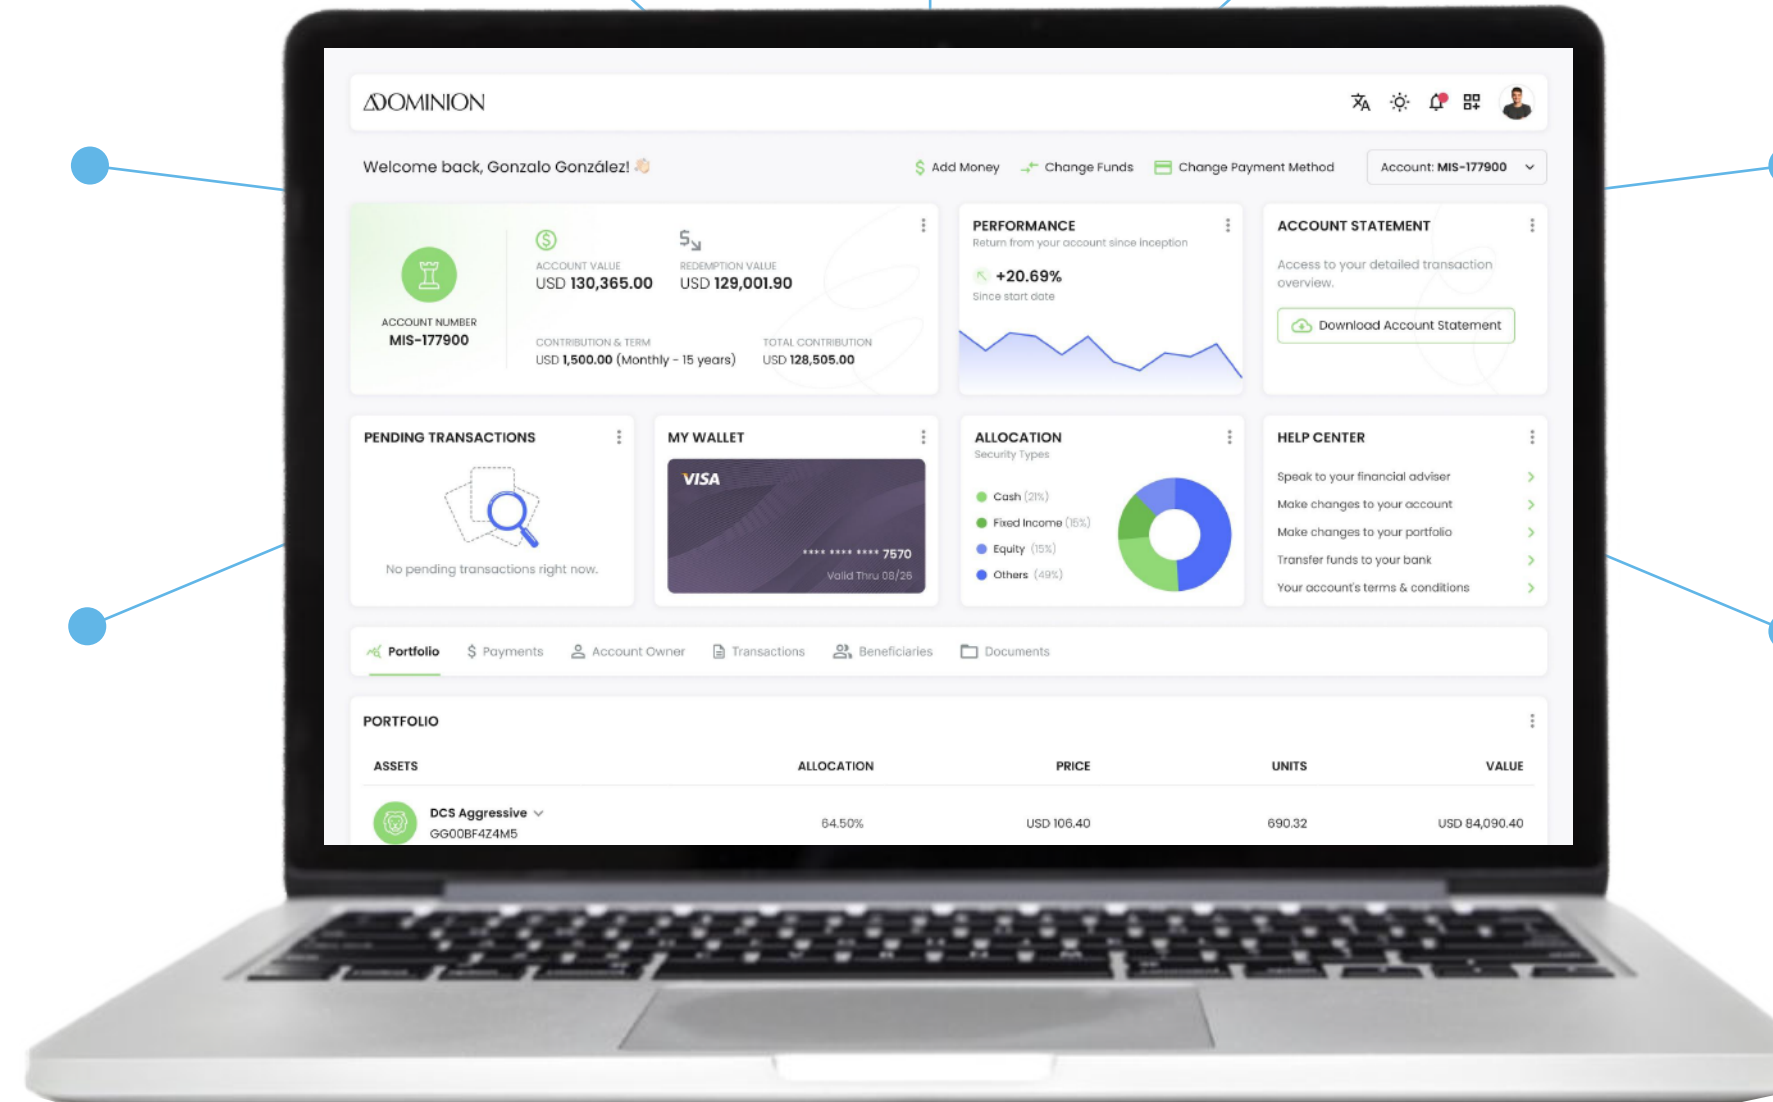 DOMINION
Welcome back, Gonzalo González! 👋🏻
Add Money
Change Funds
Change Payment Method
Account: MIS-177900
ACCOUNT NUMBER
MIS-177900
ACCOUNT VALUE
USD 130,365.00
REDEMPTION VALUE
USD 129,001.90
CONTRIBUTION & TERM
USD 1,500.00 (Monthly - 15 years)
TOTAL CONTRIBUTION
USD 128,505.00
PERFORMANCE
Return from your account since inception
+20.69%
Since start date
ACCOUNT STATEMENT
Access to your detailed transaction
overview.
Download Account Statement
PENDING TRANSACTIONS
No pending transactions right now.
MY WALLET
VISA
**** **** **** 7570
Valid Thru 08/26
ALLOCATION
Security Types
Cash (21%)
Fixed Income (15%)
Equity (15%)
Others (49%)
HELP CENTER
Speak to your financial adviser
Make changes to your account
Make changes to your portfolio
Transfer funds to your bank
Your account's terms & conditions
Portfolio
Payments
Account Owner
Transactions
Beneficiaries
Documents
PORTFOLIO
ASSETS ALLOCATION PRICE UNITS VALUE
DCS Aggressive
GG00BF4Z4M5
64.50% USD 106.40 690.32 USD 84,090.40